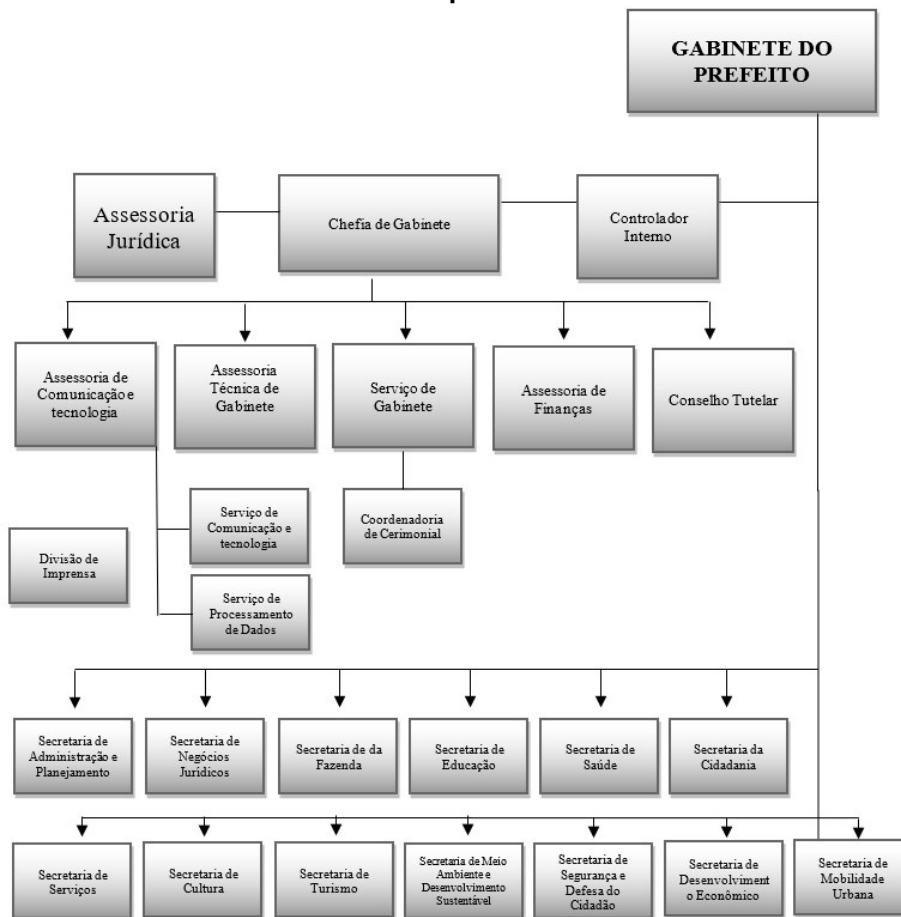 GABINETE DO
PREFEITO
Assessoria
Jurídica
Chefia de Gabinete
Controlador
Interno
Assessoria de
Comunicação e
tecnologia
Assessoria
Técnica de
Gabinete
Serviço de
Gabinete
Assessoria de
Finanças
Conselho Tutelar
Serviço de
Comunicação e
tecnologia
Coordenadoria
de Cerimonial
Divisão de
Imprensa
Serviço de
Processamento
de Dados
Secretaria de
Administração e
Planejamento
Secretaria de
Negócios
Jurídicos
Secretaria de da
Fazenda
Secretaria de
Educação
Secretaria de
Saúde
Secretaria da
Cidadania
Secretaria de
Serviços
Secretaria de
Cultura
Secretaria de
Turismo
Secretaria de Meio
Ambiente e
Desenvolvimento
Sustentável
Secretaria de
Segurança e
Defesa do
Cidadão
Secretaria de
Desenvolviment
o Econômico
Secretaria de
Mobilidade
Urbana